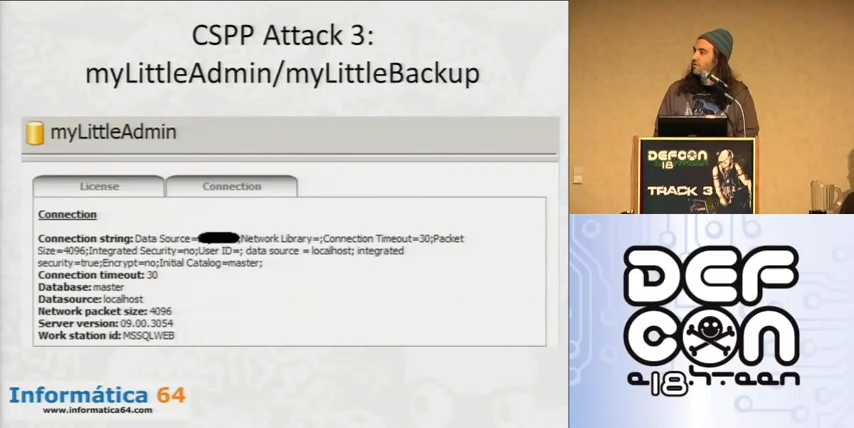 CSPP Attack 3:
myLittleAdmin/myLittleBackup
myLittleAdmin
License
Connection
Connection
Connection string: Data Source=;Network Library=;Connection Timeout=30;Packet
Size=4096;Integrated Security=no;User ID=; data source = localhost; integrated
security=true;Encrypt=no;Initial Catalog=master;
Connection timeout: 30
Database: master
Datasource: localhost
Network packet size: 4096
Server version: 09.00.3054
Work station id: MSSQLWEB
Informática 64
www.informatica64.com
DEFCON
18
TRACK 3
DEF
CON
e18h.teen